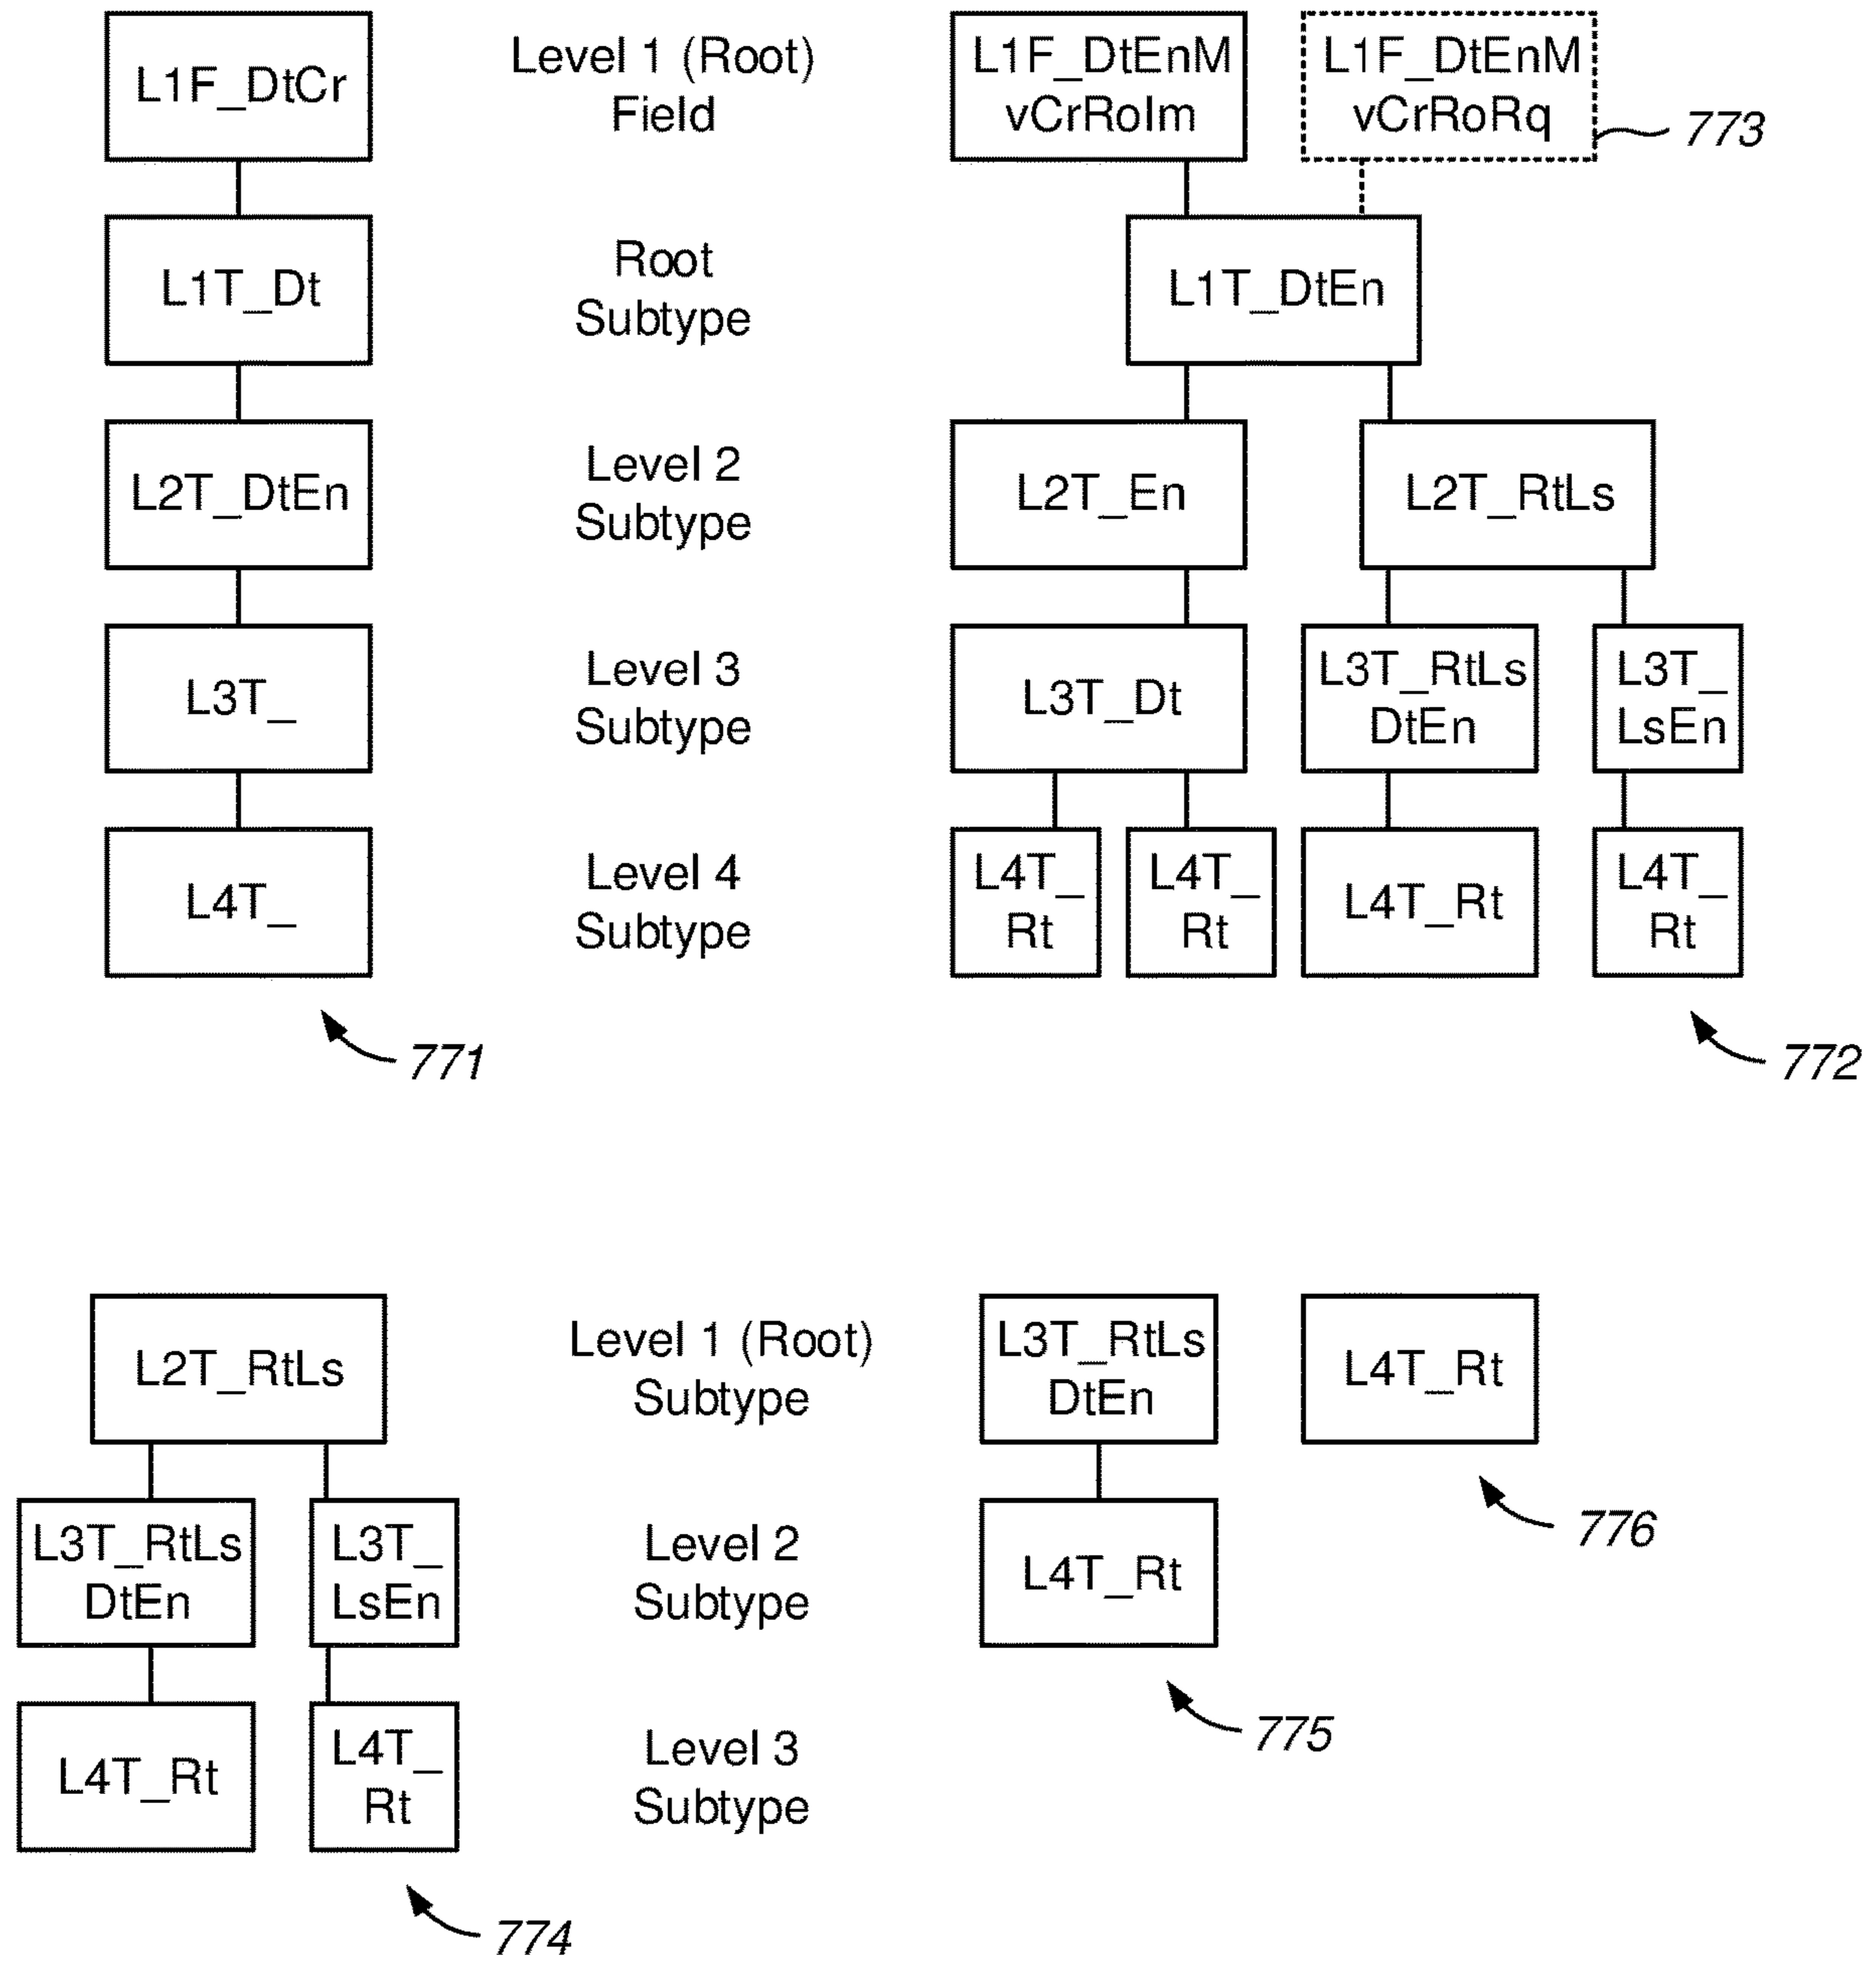 L1F_DtCr
Level 1 (Root)
Field
L1F_DtEnM
vCrRoIm
L1F_DtEnM
vCrRoRq
773
L1T_Dt
Root
Subtype
L1T_DtEn
L2T_DtEn
Level 2
Subtype
L2T_En
L2T_RtLs
L3T_
Level 3
Subtype
L3T_Dt
L3T_RtLs
DtEn
L3T_
LsEn
L4T_
Level 4
Subtype
L4T_
Rt
L4T_
Rt
L4T_Rt
L4T_
Rt
771
772
L2T_RtLs
Level 1 (Root)
Subtype
L3T_RtLs
DtEn
L4T_Rt
776
L3T_RtLs
DtEn
L3T_
LsEn
Level 2
Subtype
L4T_Rt
775
L4T_Rt
L4T_
Rt
Level 3
Subtype
774